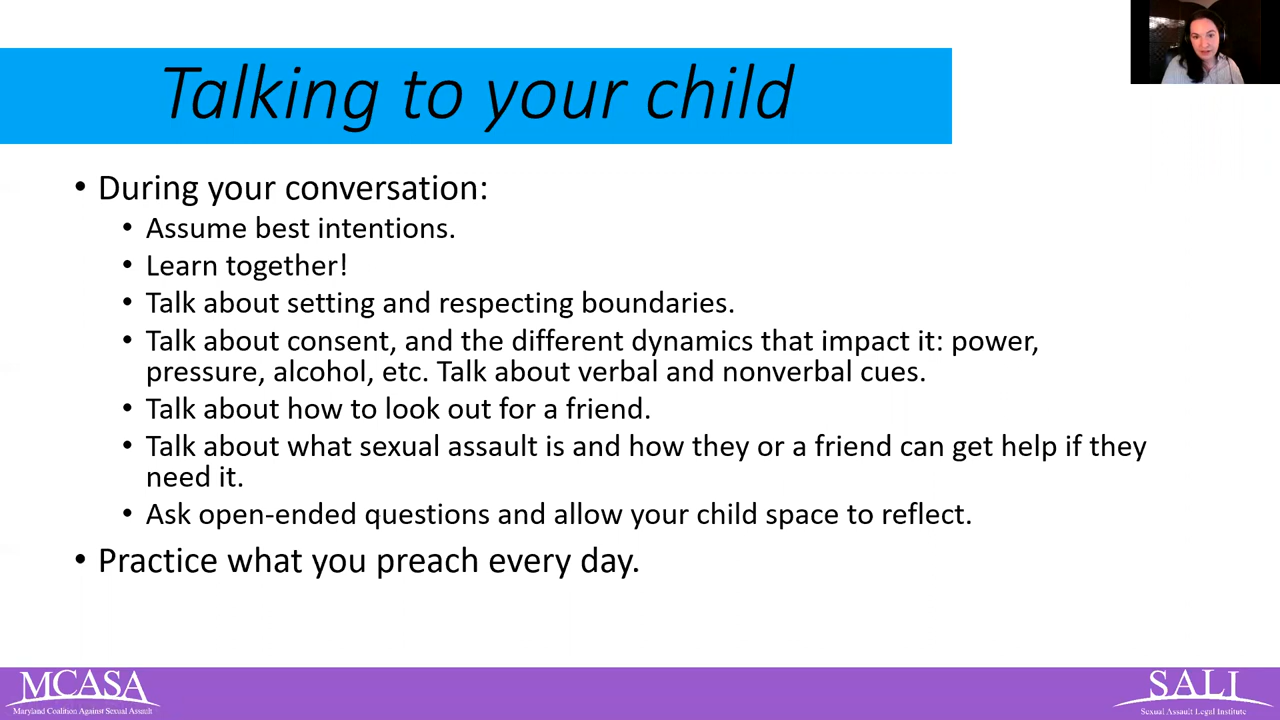 Talking to your child
• During your conversation:
• Assume best intentions.
• Learn together!
• Talk about setting and respecting boundaries.
• Talk about consent, and the different dynamics that impact it: power,
pressure, alcohol, etc. Talk about verbal and nonverbal cues.
• Talk about how to look out for a friend.
• Talk about what sexual assault is and how they or a friend can get help if they
need it.
• Ask open-ended questions and allow your child space to reflect.
• Practice what you preach every day.
MCASA
Maryland Coalition Against Sexual Assault
SALI
Sexual Assault Legal Institute